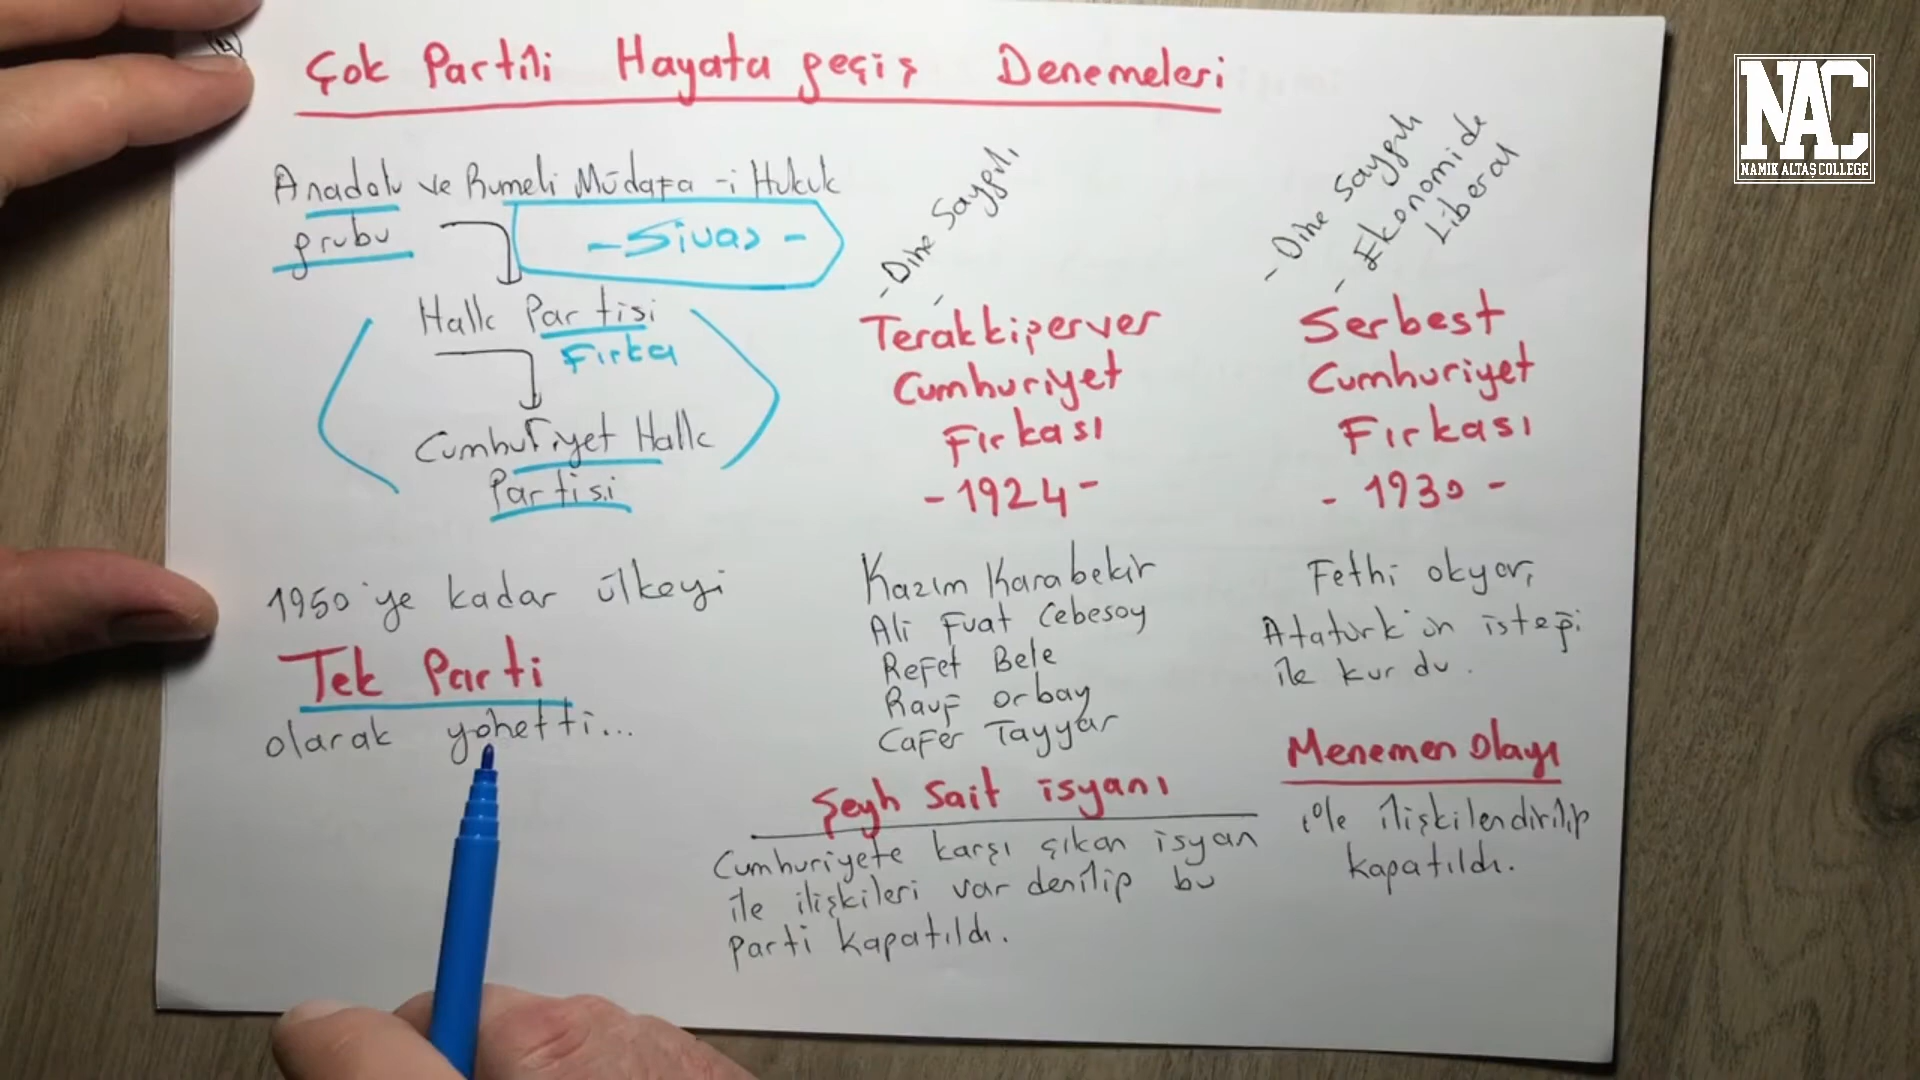 4
Çok Partili Hayata geçiş Denemeleri
NAC
NAMIK ALTAŞ COLLEGE
Anadolu ve Rumeli Müdafa-i Hukuk
grubu
- Sivas -
Halk Partisi
Fırka
Cumhuriyet Halk
Partisi
1950'ye kadar ülkeyi
Tek Parti
olarak yönetti...
- Dine Saygılı
-
Terakkiperver
Cumhuriyet
Fırkası
- 1924 -
Kazım Karabekir
Ali Fuat Cebesoy
Refet Bele
Rauf Orbay
Cafer Tayyar
Şeyh Sait isyanı
Cumhuriyete karşı çıkan isyan
ile ilişkileri var denilip bu
parti kapatıldı.
- Dine Saygılı
- Ekonomide
Liberal
Serbest
Cumhuriyet
Fırkası
- 1930 -
Fethi Okyar,
Atatürk'ün isteği
ile kurdu.
Menemen Olayı
ile ilişkilendirilip
kapatıldı.